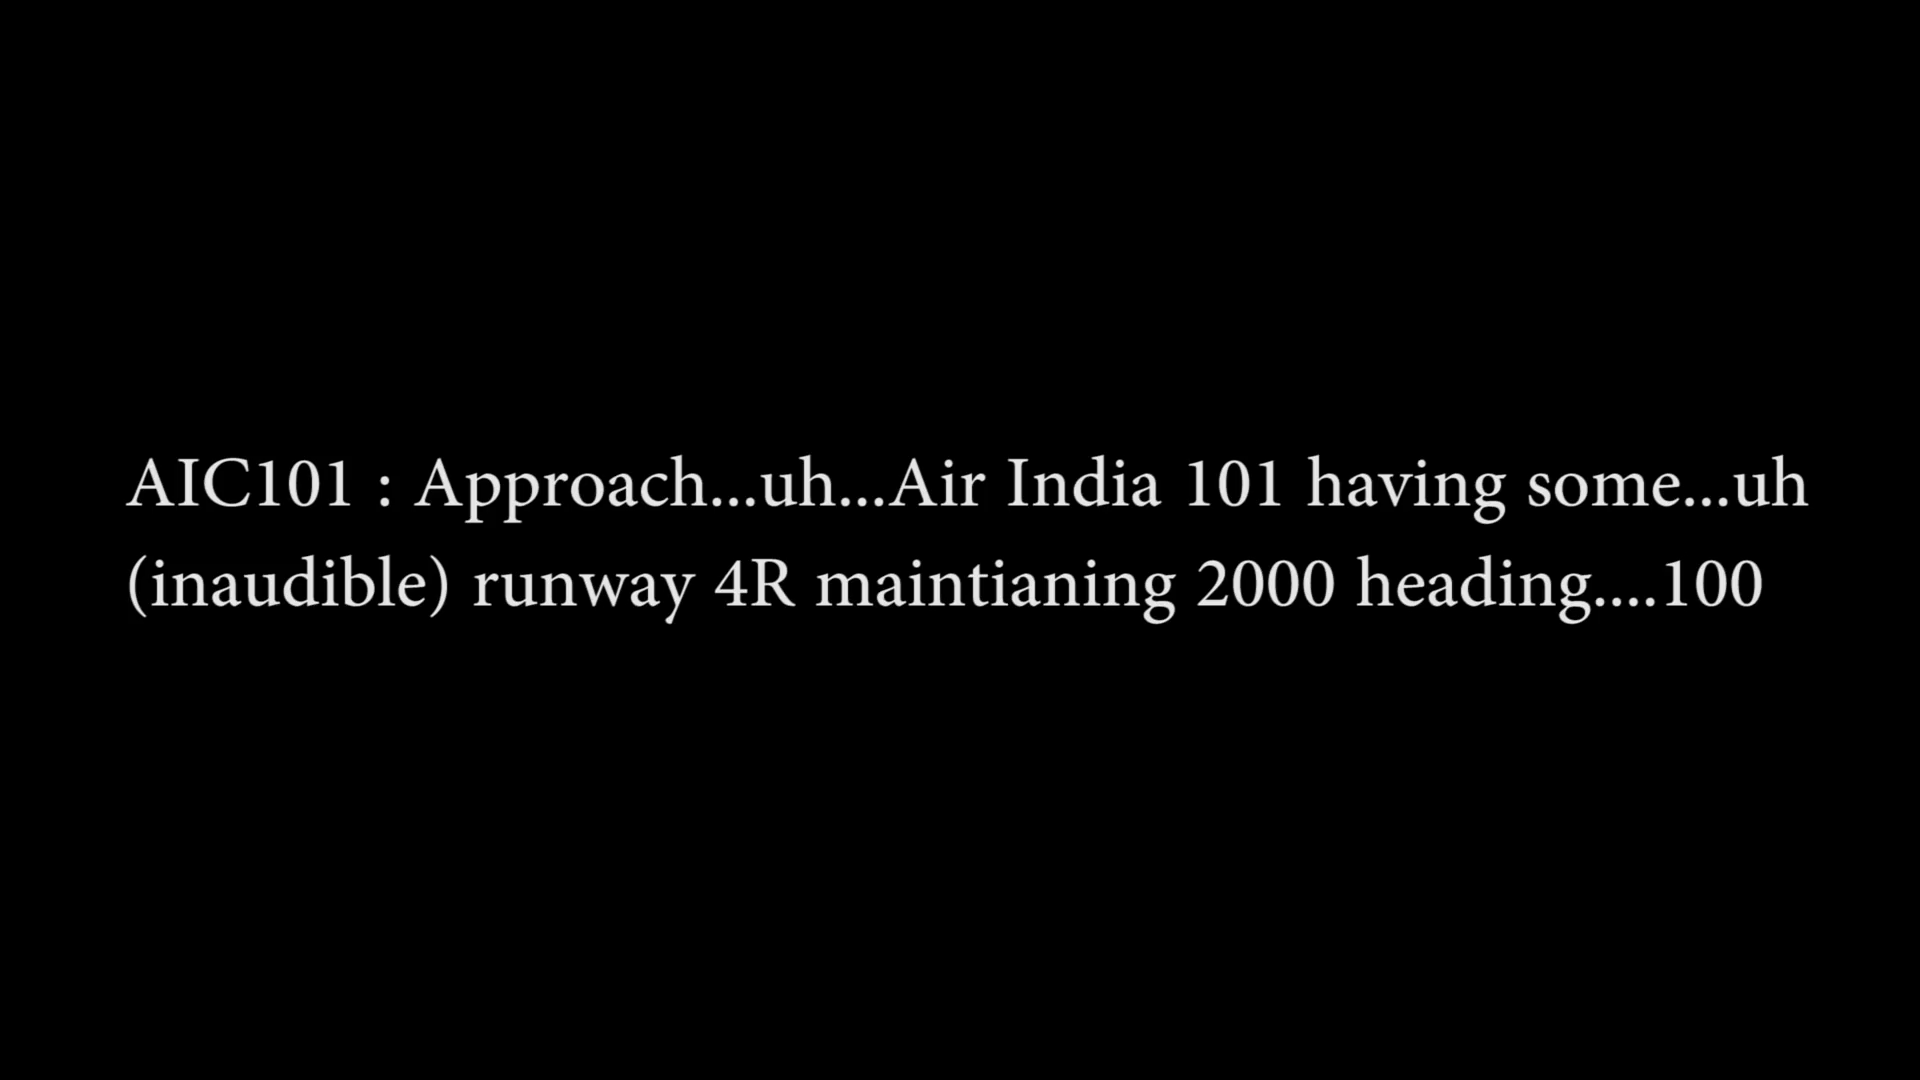 AIC101 : Approach...uh...Air India 101 having some...uh
(inaudible) runway 4R maintianing 2000 heading....100